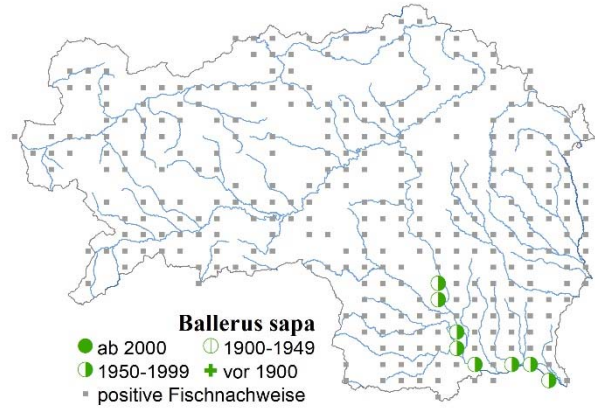 Ballerus sapa
ab 2000 1900-1949
1950-1999 vor 1900
positive Fischnachweise